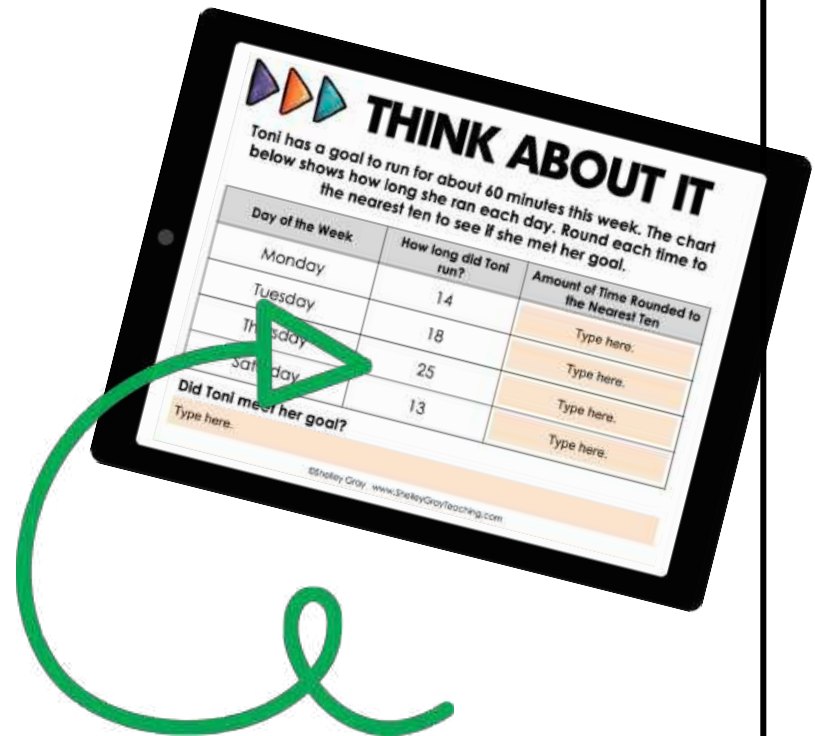 THINK ABOUT IT
Toni has a goal to run for about 60 minutes this week. The chart
below shows how long she ran each day. Round each time to
the nearest ten to see if she met her goal.
Day of the Week
How long did Toni
run?
Amount of Time Rounded to
the Nearest Ten
Monday
14
Type here.
Tuesday
18
Type here.
Thursday
25
Type here.
Saturday
13
Type here.
Did Toni meet her goal?
Type here.
©Shelley Gray www.ShelleyGrayTeaching.com